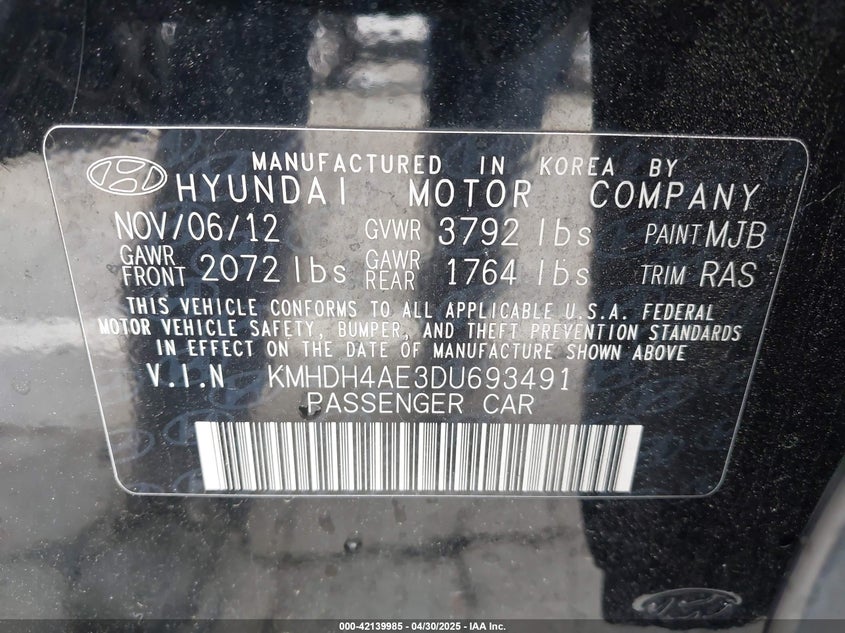 MANUFACTURED IN KOREA BY
HYUNDAI MOTOR COMPANY
NOV/06/12 GVWR 3792 lbs PAINT MJB
GAWR FRONT 2072 lbs GAWR REAR 1764 lbs TRIM RAS
THIS VEHICLE CONFORMS TO ALL APPLICABLE U.S.A. FEDERAL
MOTOR VEHICLE SAFETY, BUMPER, AND THEFT PREVENTION STANDARDS
IN EFFECT ON THE DATE OF MANUFACTURE SHOWN ABOVE
V.I.N KMHDH4AE3DU693491
PASSENGER CAR
000-42139985 - 04/30/2025 - IAA Inc.